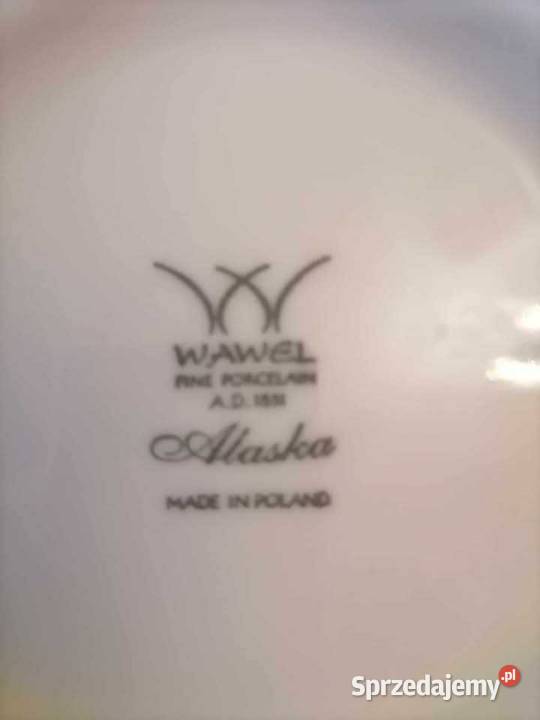 WAWEL
FINE PORCELAIN
A.D. 1881
Alaska
MADE IN POLAND
Sprzedajemy.pl